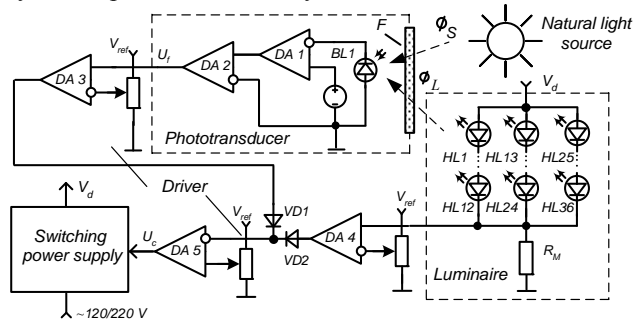 Natural light
source
Φ_S
F
Φ_L
V_ref
U_f
DA 1
BL1
DA 2
DA 3
Phototransducer
V_d
HL1
HL13
HL25
HL12
HL24
HL36
Driver
V_d
V_ref
VD1
V_ref
Switching
power supply
U_c
DA 5
VD2
DA 4
R_M
Luminaire
~120/220 V